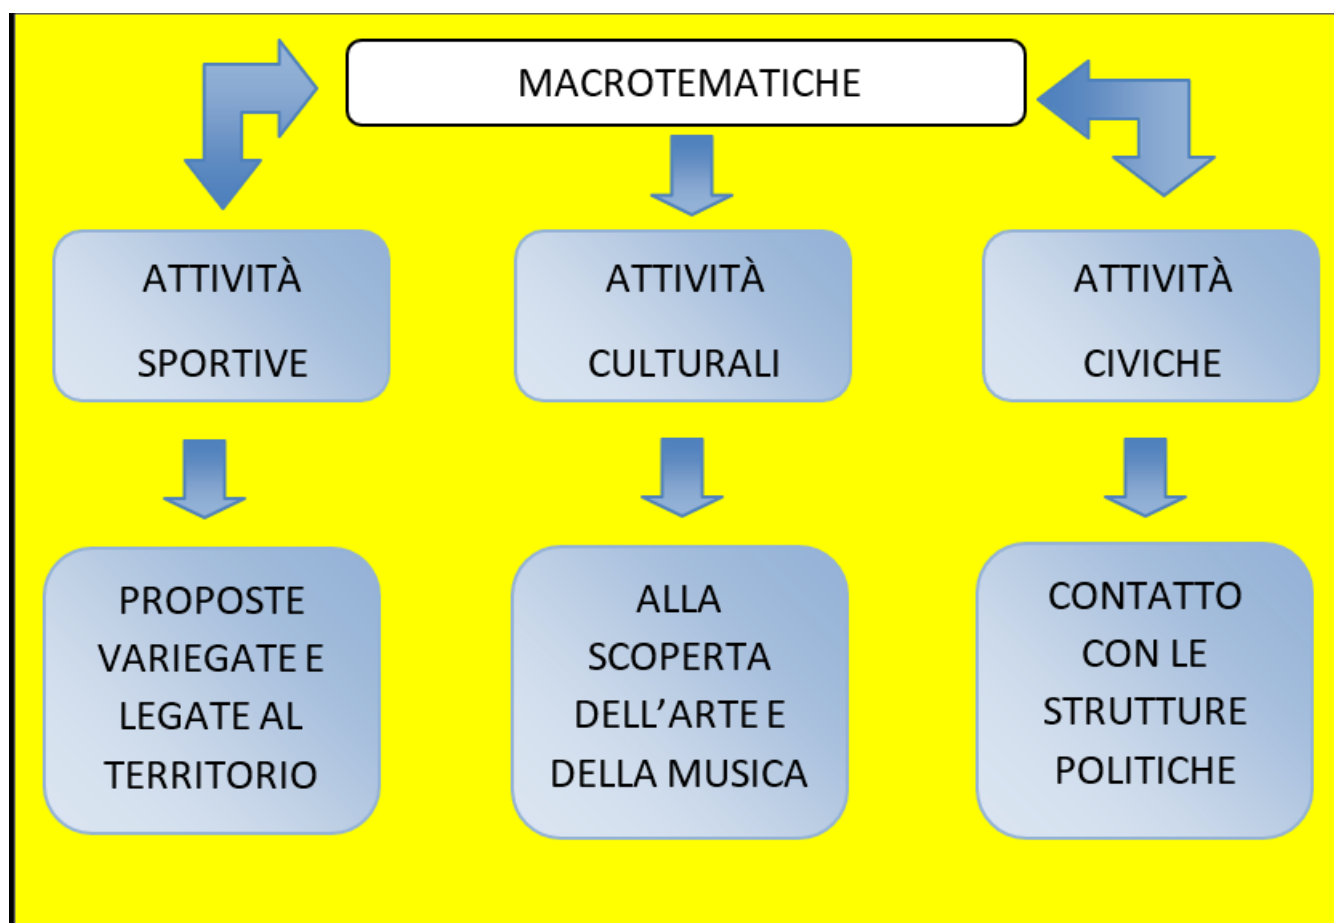 MACROTEMATICHE
ATTIVITÀ
SPORTIVE
ATTIVITÀ
CULTURALI
ATTIVITÀ
CIVICHE
PROPOSTE
VARIEGATE E
LEGATE AL
TERRITORIO
ALLA
SCOPERTA
DELL’ARTE E
DELLA MUSICA
CONTATTO
CON LE
STRUTTURE
POLITICHE